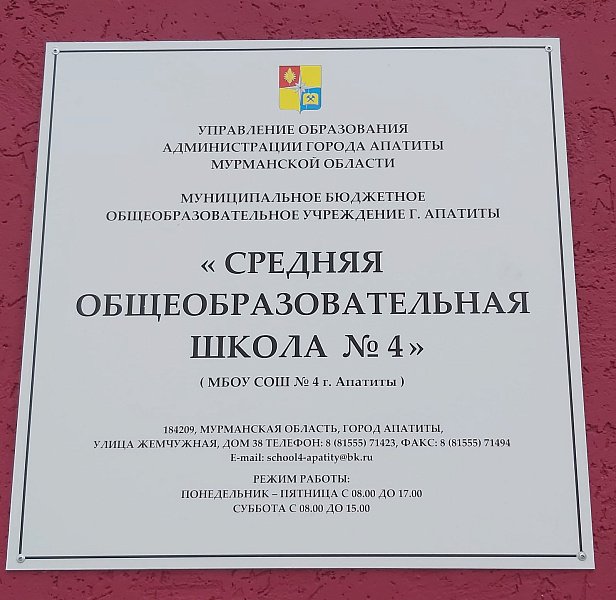 УПРАВЛЕНИЕ ОБРАЗОВАНИЯ
АДМИНИСТРАЦИИ ГОРОДА АПАТИТЫ
МУРМАНСКОЙ ОБЛАСТИ
МУНИЦИПАЛЬНОЕ БЮДЖЕТНОЕ
ОБЩЕОБРАЗОВАТЕЛЬНОЕ УЧРЕЖДЕНИЕ Г. АПАТИТЫ
« СРЕДНЯЯ
ОБЩЕОБРАЗОВАТЕЛЬНАЯ
ШКОЛА № 4»
( МБОУ СОШ № 4 г. Апатиты )
184209, МУРМАНСКАЯ ОБЛАСТЬ, ГОРОД АПАТИТЫ,
УЛИЦА ЖЕМЧУЖНАЯ, ДОМ 38 ТЕЛЕФОН: 8 (81555) 71423, ФАКС: 8 (81555) 71494
E-mail: school4-apatity@bk.ru
РЕЖИМ РАБОТЫ:
ПОНЕДЕЛЬНИК – ПЯТНИЦА С 08.00 ДО 17.00
СУББОТА С 08.00 ДО 15.00